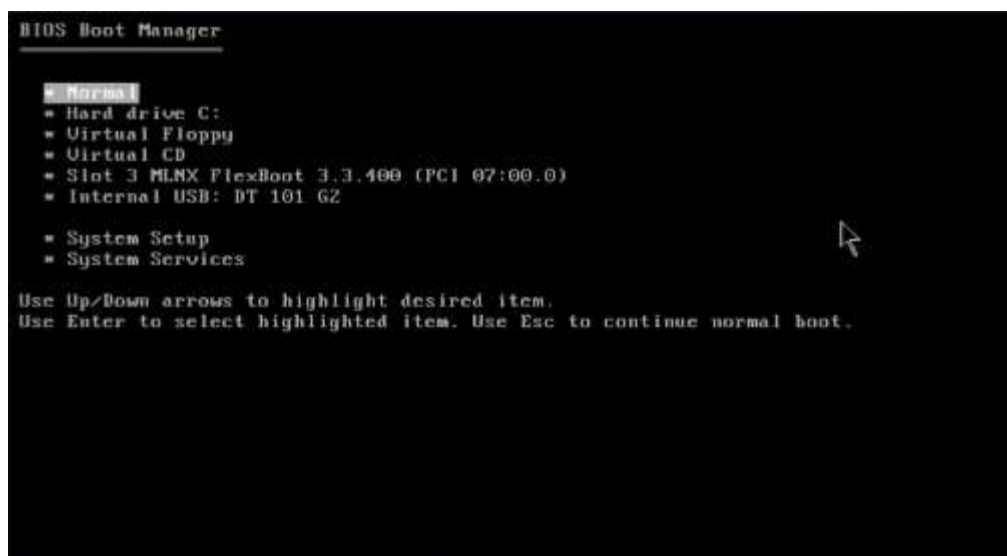 BIOS Boot Manager
* Normal
* Hard drive C:
* Virtual Floppy
* Virtual CD
* Slot 3 MLNX FlexBoot 3.3.400 (PCI 07:00.0)
* Internal USB: DT 101 G2
* System Setup
* System Services
Use Up/Down arrows to highlight desired item.
Use Enter to select highlighted item. Use Esc to continue normal boot.